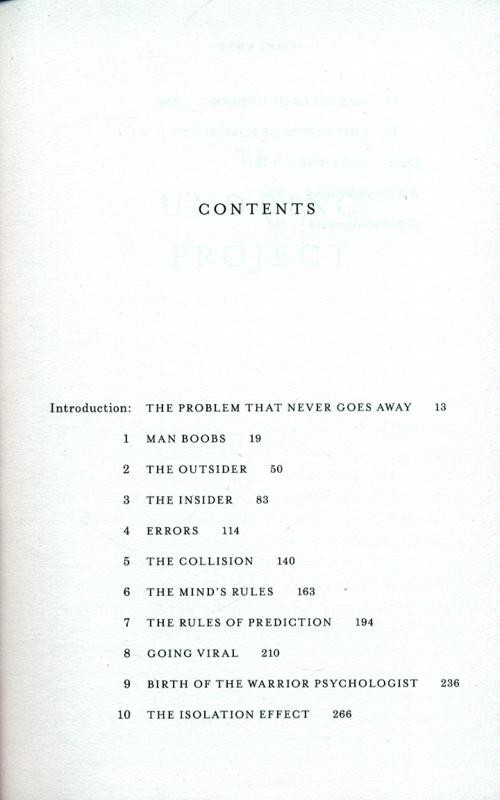 CONTENTS
Introduction: THE PROBLEM THAT NEVER GOES AWAY 13
1 MAN BOOBS 19
2 THE OUTSIDER 50
3 THE INSIDER 83
4 ERRORS 114
5 THE COLLISION 140
6 THE MIND'S RULES 163
7 THE RULES OF PREDICTION 194
8 GOING VIRAL 210
9 BIRTH OF THE WARRIOR PSYCHOLOGIST 236
10 THE ISOLATION EFFECT 266